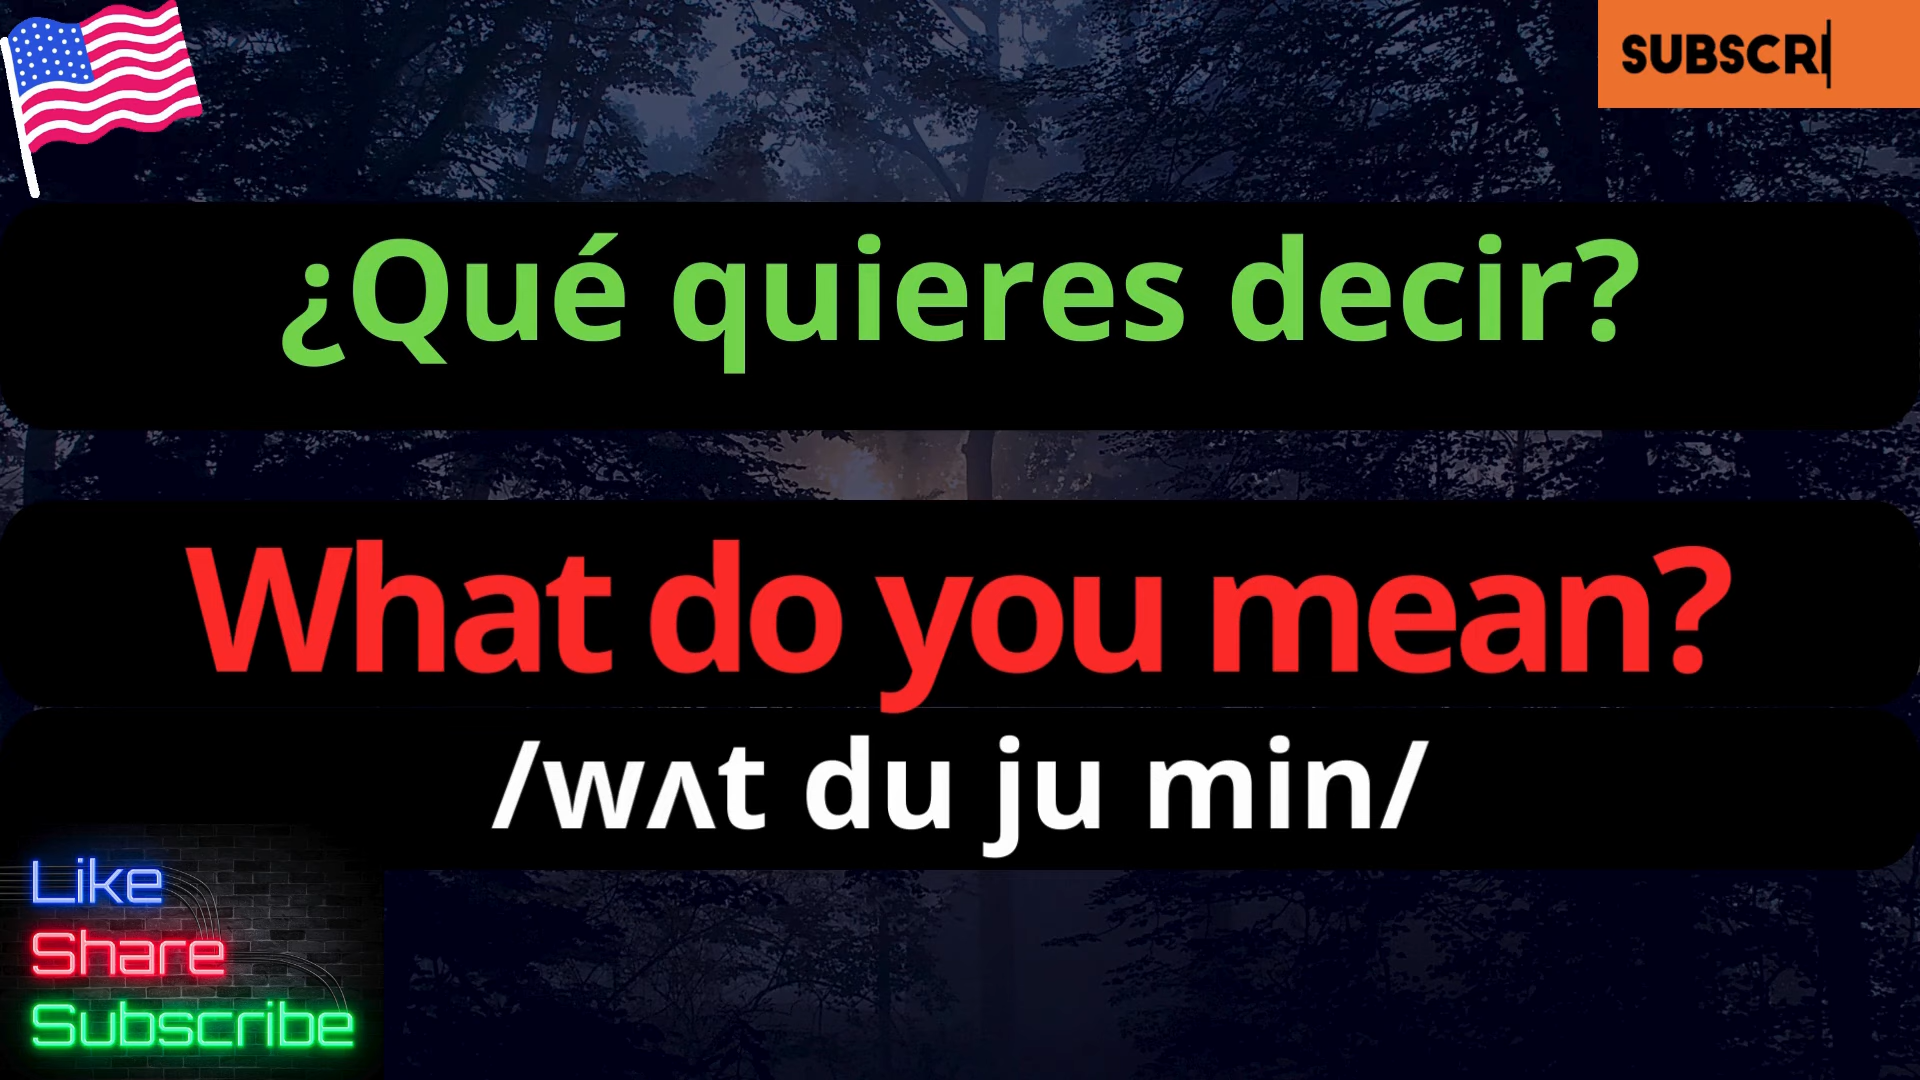 SUBSCRI
¿Qué quieres decir?
What do you mean?
/wʌt du ju min/
Like
Share
Subscribe